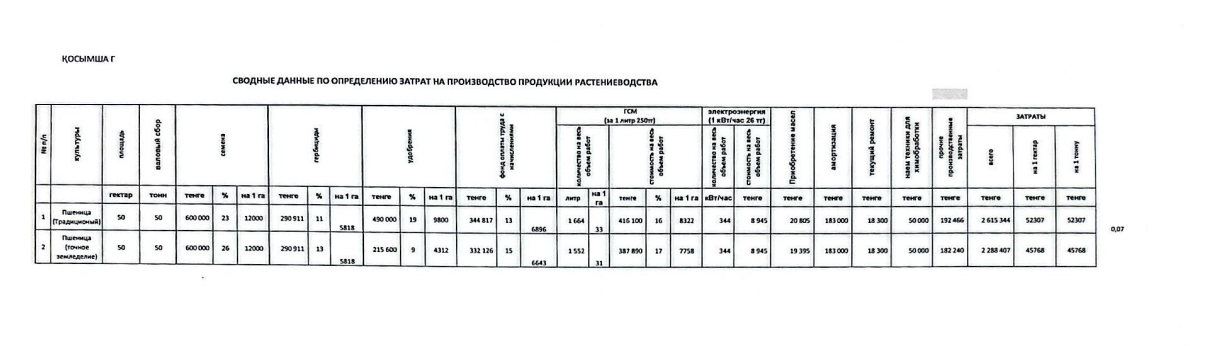 ҚОСЫМША Г
СВОДНЫЕ ДАННЫЕ ПО ОПРЕДЕЛЕНИЮ ЗАТРАТ НА ПРОИЗВОДСТВО ПРОДУКЦИИ РАСТЕНИЕВОДСТВА
№ п/п культуры площадь валовый сбор семена гербициды удобрения фонд оплаты труда с начислениями ГСМ (за 1 литр 250тг) электроэнергия (1 кВт/час 26 тг) Приобретение масел амортизация текущий ремонт наем техники для химобработки прочие производственные затраты ЗАТРАТЫ
количество на весь объем работ стоимость на весь объем работ количество на весь объем работ стоимость на весь объем работ всего на 1 гектар на 1 тонну
гектар тонн тенге % на 1 га тенге % на 1 га тенге % на 1 га тенге % на 1 га литр на 1 га тенге % на 1 га кВт/час тенге тенге тенге тенге тенге тенге тенге тенге тенге
1 Пшеница (Традиционый) 50 50 600 000 23 12000 290 911 11 5818 490 000 19 9800 344 817 13 6896 1 664 33 416 100 16 8322 344 8 945 20 805 183 000 18 300 50 000 192 466 2 615 344 52307 52307
0,07
2 Пшеница (точное земледелие) 50 50 600 000 26 12000 290 911 13 5818 215 600 9 4312 332 126 15 6643 1 552 31 387 890 17 7758 344 8 945 19 395 183 000 18 300 50 000 182 240 2 288 407 45768 45768